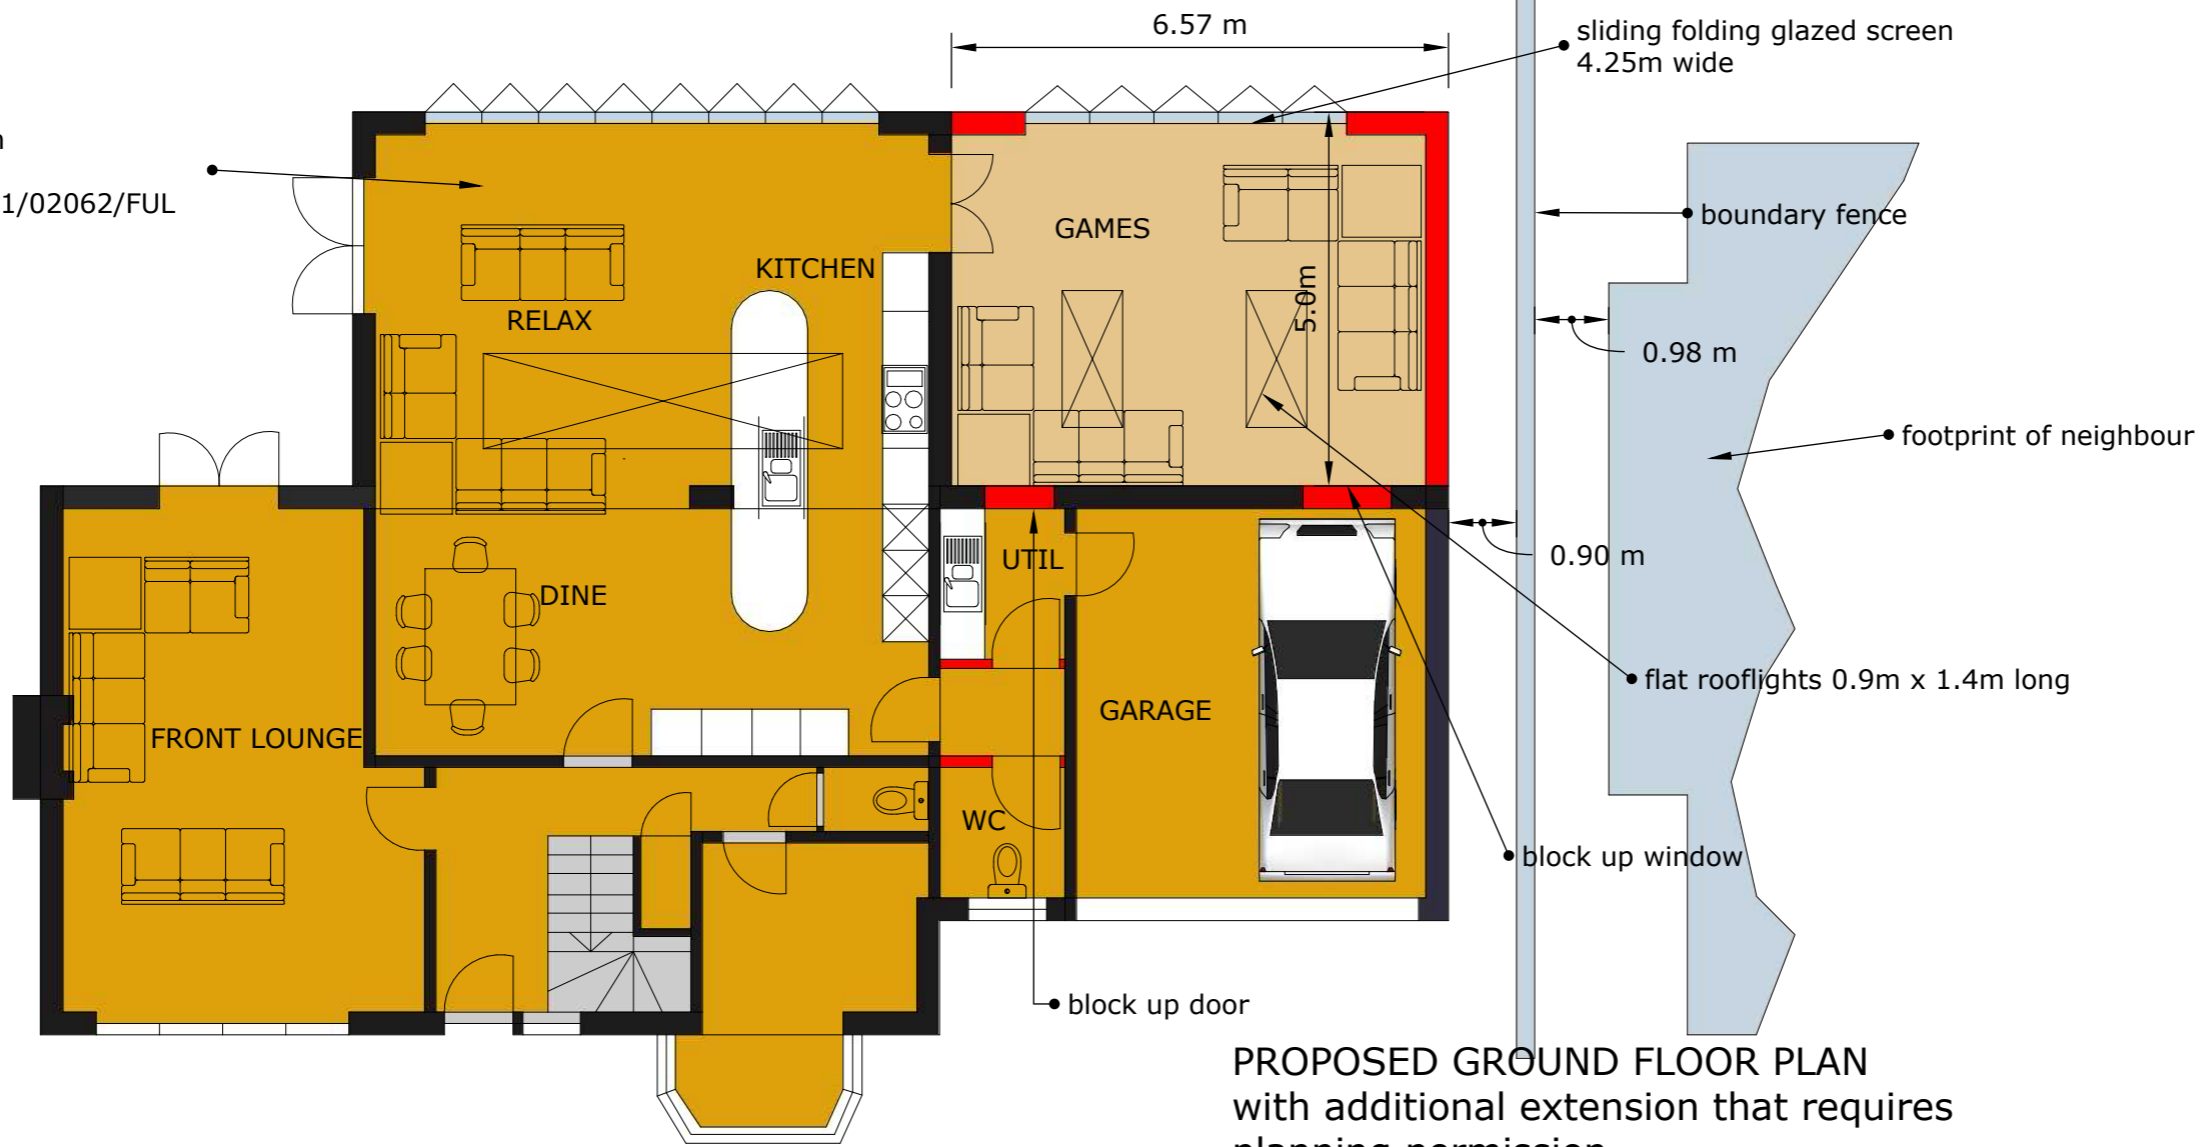 6.57 m
sliding folding glazed screen
4.25m wide
1/02062/FUL
boundary fence
GAMES
KITCHEN
RELAX
5.0m
0.98 m
footprint of neighbour
0.90 m
UTIL
DINE
flat rooflights 0.9m x 1.4m long
GARAGE
FRONT LOUNGE
WC
block up window
block up door
PROPOSED GROUND FLOOR PLAN
with additional extension that requires
planning permission